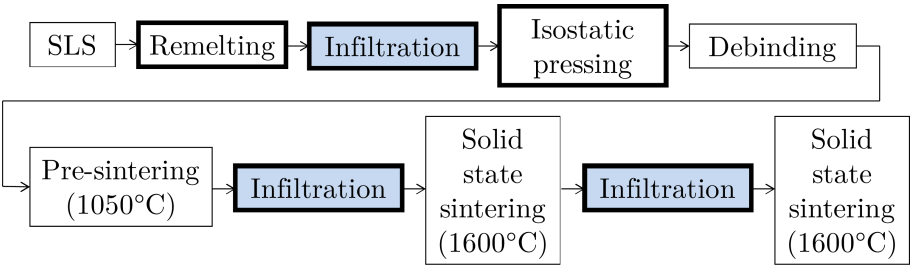 SLS
Remelting
Infiltration
Isostatic
pressing
Debinding
Pre-sintering
(1050°C)
Infiltration
Solid
state
sintering
(1600°C)
Infiltration
Solid
state
sintering
(1600°C)